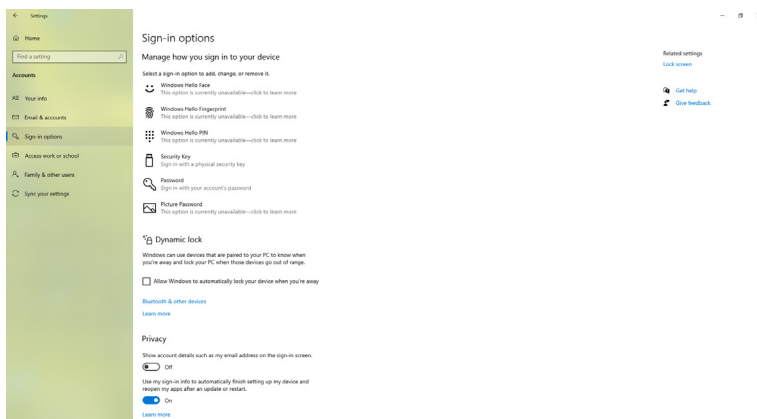 Settings
Home
Find a setting
Accounts
Your info
Email & accounts
Sign-in options
Access work or school
Family & other users
Sync your settings
Sign-in options
Manage how you sign in to your device
Select a sign-in option to add, change, or remove it.
Windows Hello Face
This option is currently unavailable—click to learn more
Windows Hello Fingerprint
This option is currently unavailable—click to learn more
Windows Hello PIN
This option is currently unavailable—click to learn more
Security Key
Sign in with a physical security key
Password
Sign in with your account's password
Picture Password
This option is currently unavailable—click to learn more
Dynamic lock
Windows can use devices that are paired to your PC to know when
you're away and lock your PC when those devices go out of range.
Allow Windows to automatically lock your device when you're away
Bluetooth & other devices
Learn more
Privacy
Show account details such as my email address on the sign-in screen.
Off
Use my sign-in info to automatically finish setting up my device and
reopen my apps after an update or restart.
On
Learn more
Related settings
Lock screen
Get help
Give feedback